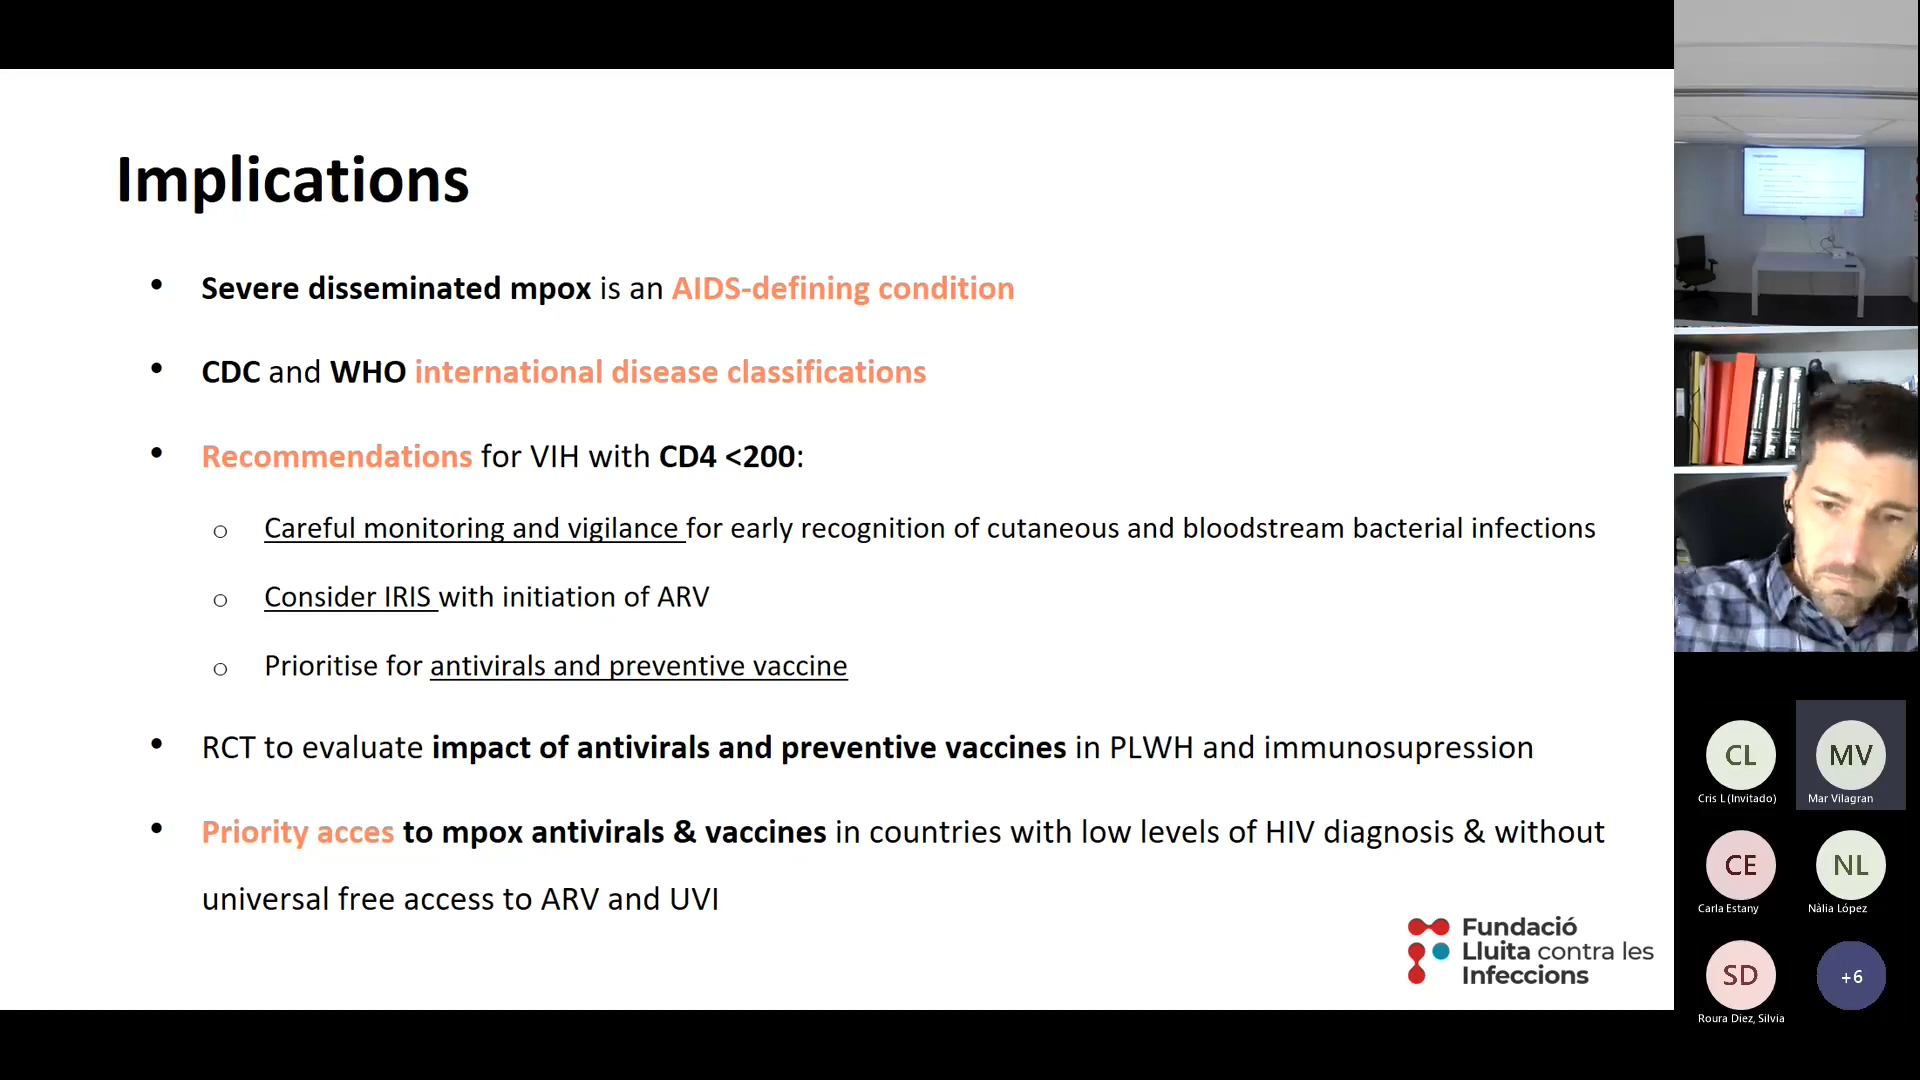 Implications
• Severe disseminated mpox is an AIDS-defining condition
• CDC and WHO international disease classifications
• Recommendations for VIH with CD4 <200:
o Careful monitoring and vigilance for early recognition of cutaneous and bloodstream bacterial infections
o Consider IRIS with initiation of ARV
o Prioritise for antivirals and preventive vaccine
• RCT to evaluate impact of antivirals and preventive vaccines in PLWH and immunosupression
• Priority acces to mpox antivirals & vaccines in countries with low levels of HIV diagnosis & without
universal free access to ARV and UVI
Fundació
Lluita contra les
Infeccions
CL
Cris L (Invitado)
MV
Mar Vilagran
CE
Carla Estany
NL
Nàlia López
SD
Roura Diez, Silvia
+6